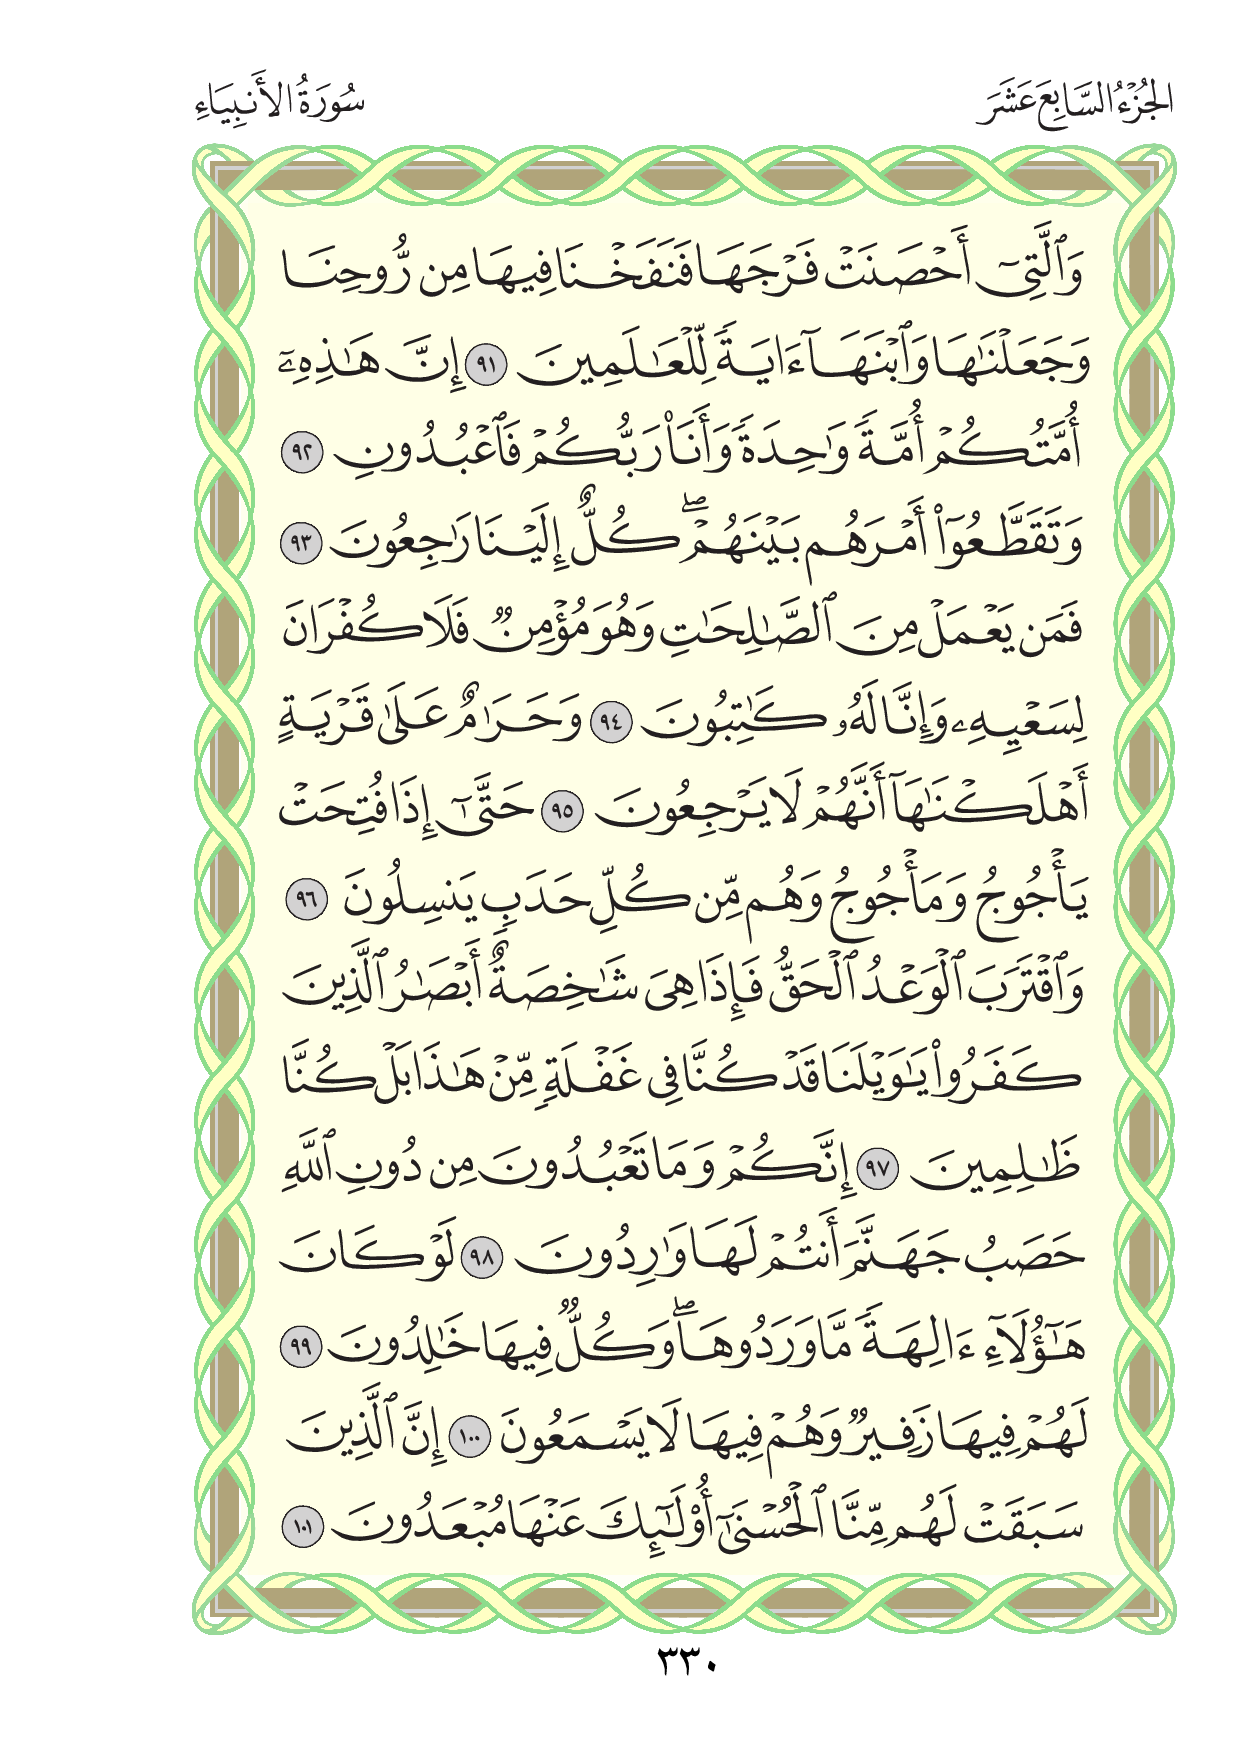 الجُزْءُ السَّابِعَ عَشَرَ
سُورَةُ الأَنبِيَاءِ
وَٱلَّتِىٓ أَحْصَنَتْ فَرْجَهَا فَنَفَخْنَا فِيهَا مِن رُّوحِنَا
وَجَعَلْنَٰهَا وَٱبْنَهَآ ءَايَةً لِّلْعَٰلَمِينَ ٩١ إِنَّ هَٰذِهِۦٓ
أُمَّتُكُمْ أُمَّةً وَٰحِدَةً وَأَنَا۠ رَبُّكُمْ فَٱعْبُدُونِ ٩٢
وَتَقَطَّعُوٓا۟ أَمْرَهُم بَيْنَهُمْ ۖ كُلٌّ إِلَيْنَا رَٰجِعُونَ ٩٣
فَمَن يَعْمَلْ مِنَ ٱلصَّٰلِحَٰتِ وَهُوَ مُؤْمِنٌ فَلَا كُفْرَانَ
لِسَعْيِهِۦ وَإِنَّا لَهُۥ كَٰتِبُونَ ٩٤ وَحَرَٰمٌ عَلَىٰ قَرْيَةٍ
أَهْلَكْنَٰهَآ أَنَّهُمْ لَا يَرْجِعُونَ ٩٥ حَتَّىٰٓ إِذَا فُتِحَتْ
يَأْجُوجُ وَمَأْجُوجُ وَهُم مِّن كُلِّ حَدَبٍ يَنسِلُونَ ٩٦
وَٱقْتَرَبَ ٱلْوَعْدُ ٱلْحَقُّ فَإِذَا هِىَ شَٰخِصَةٌ أَبْصَٰرُ ٱلَّذِينَ
كَفَرُوا۟ يَٰوَيْلَنَا قَدْ كُنَّا فِى غَفْلَةٍ مِّنْ هَٰذَا بَلْ كُنَّا
ظَٰلِمِينَ ٩٧ إِنَّكُمْ وَمَا تَعْبُدُونَ مِن دُونِ ٱللَّهِ
حَصَبُ جَهَنَّمَ أَنتُمْ لَهَا وَٰرِدُونَ ٩٨ لَوْ كَانَ
هَٰٓؤُلَآءِ ءَالِهَةً مَّا وَرَدُوهَا ۖ وَكُلٌّ فِيهَا خَٰلِدُونَ ٩٩
لَهُمْ فِيهَا زَفِيرٌ وَهُمْ فِيهَا لَا يَسْمَعُونَ ١٠٠ إِنَّ ٱلَّذِينَ
سَبَقَتْ لَهُم مِّنَّا ٱلْحُسْنَىٰٓ أُو۟لَٰٓئِكَ عَنْهَا مُبْعَدُونَ ١٠١
٣٣٠